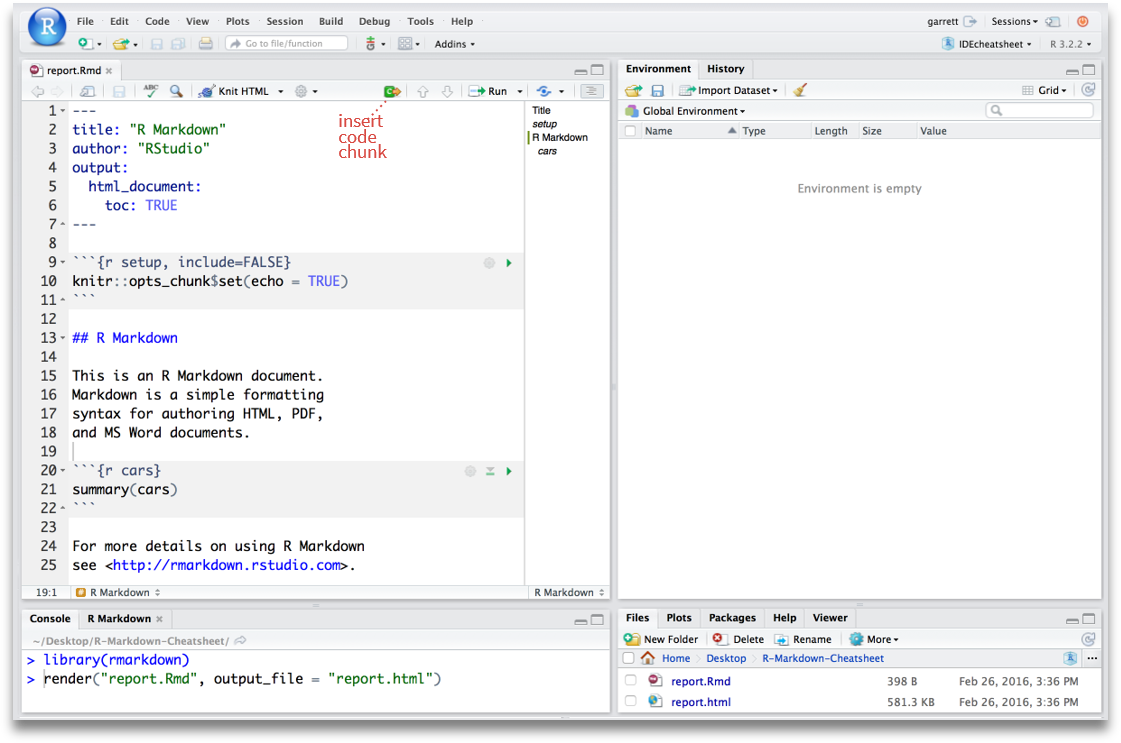 File Edit Code View Plots Session Build Debug Tools Help
garrett Sessions
R
Go to file/function
Addins
IDEcheatsheet R 3.2.2
report.Rmd
ABC Knit HTML Run
1 ---
2 title: "R Markdown"
3 author: "RStudio"
4 output:
5 html_document:
6 toc: TRUE
7 ---
8
9 ```{r setup, include=FALSE}
10 knitr::opts_chunk$set(echo = TRUE)
11 ```
12
13 ## R Markdown
14
15 This is an R Markdown document.
16 Markdown is a simple formatting
17 syntax for authoring HTML, PDF,
18 and MS Word documents.
19
20 ```{r cars}
21 summary(cars)
22 ```
23
24 For more details on using R Markdown
25 see <http://rmarkdown.rstudio.com>.
insert
code
chunk
Title
setup
R Markdown
cars
19:1 R Markdown R Markdown
Environment History
Import Dataset Grid
Global Environment
Name Type Length Size Value
Environment is empty
Console R Markdown
~/Desktop/R-Markdown-Cheatsheet/
> library(rmarkdown)
> render("report.Rmd", output_file = "report.html")
Files Plots Packages Help Viewer
New Folder Delete Rename More
Home Desktop R-Markdown-Cheatsheet ...
report.Rmd 398 B Feb 26, 2016, 3:36 PM
report.html 581.3 KB Feb 26, 2016, 3:36 PM